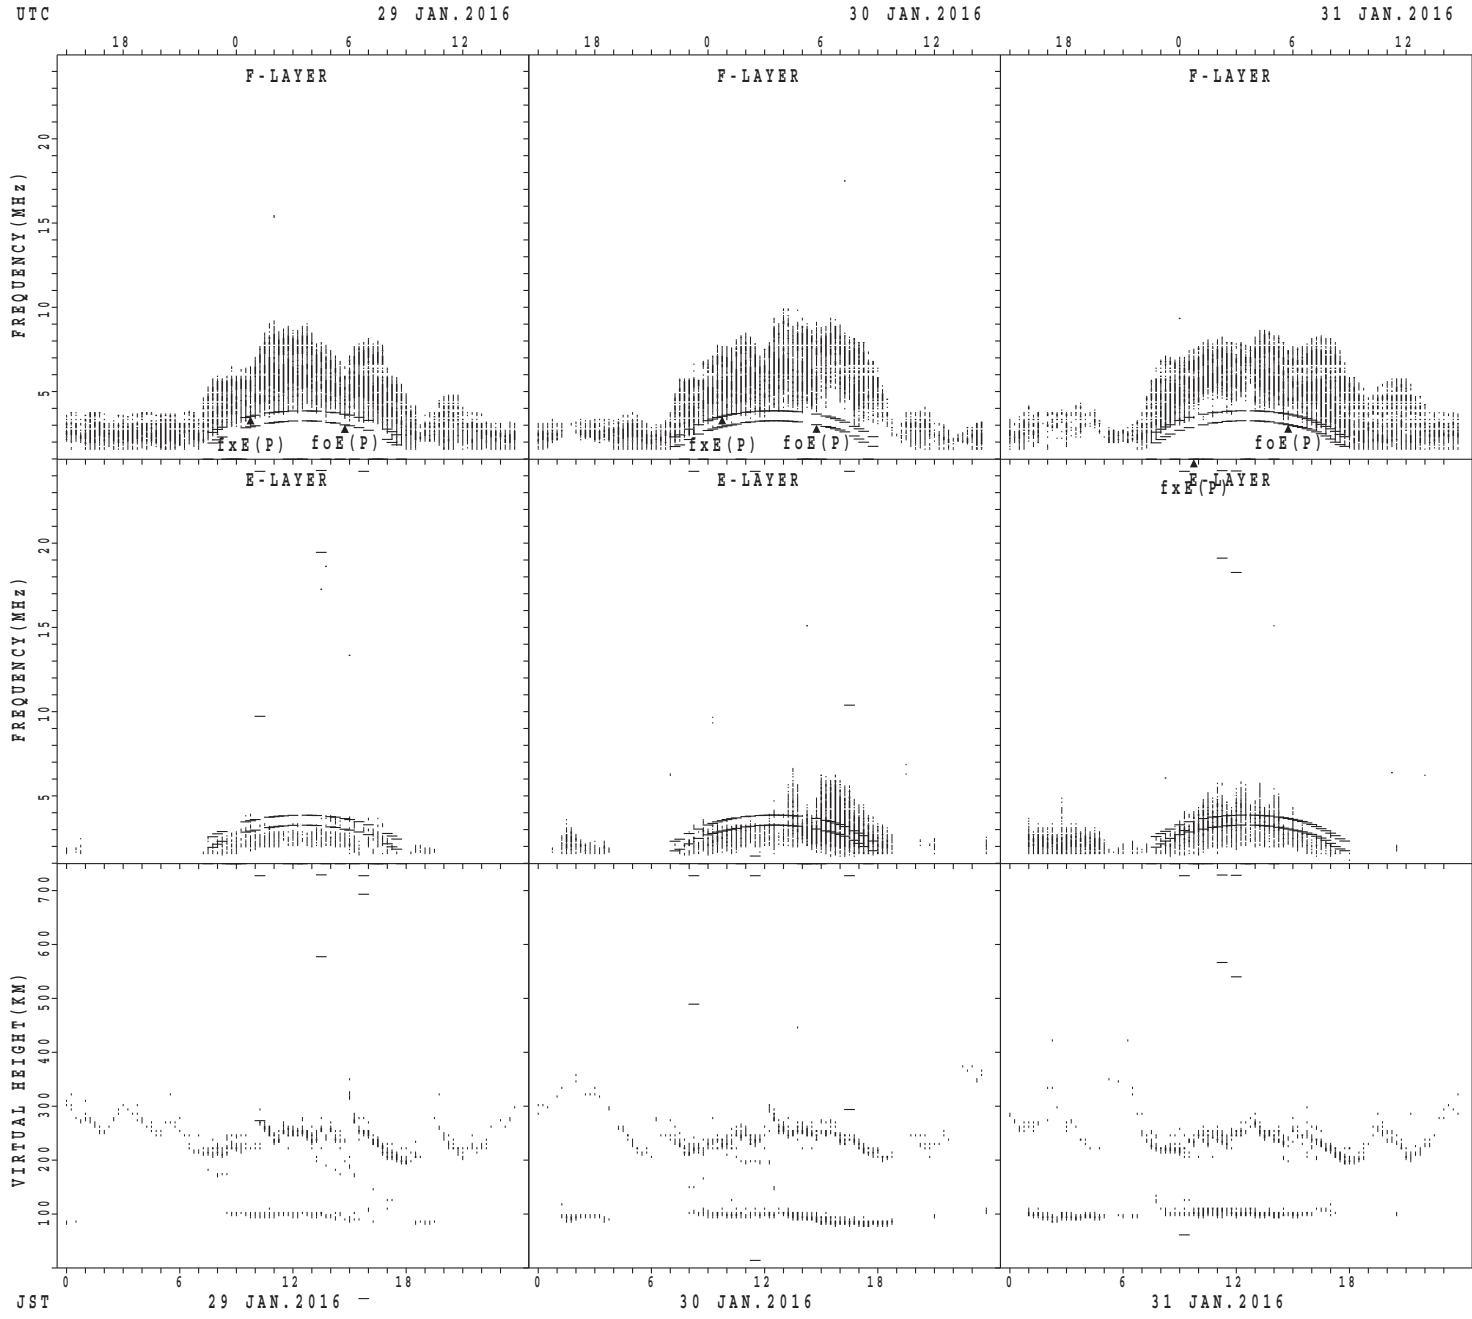 UTC 29 JAN.2016 30 JAN.2016 31 JAN.2016
18 0 6 12 18 0 6 12 18 0 6 12
F-LAYER F-LAYER F-LAYER
FREQUENCY(MHz)
20
15
10
5
fxE(P) foE(P) fxE(P) foE(P) foE(P)
E-LAYER E-LAYER E-LAYER
fxE(P)
FREQUENCY(MHz)
20
15
10
5
VIRTUAL HEIGHT(KM)
700
600
500
400
300
200
100
0 6 12 18 0 6 12 18 0 6 12 18
JST 29 JAN.2016 30 JAN.2016 31 JAN.2016